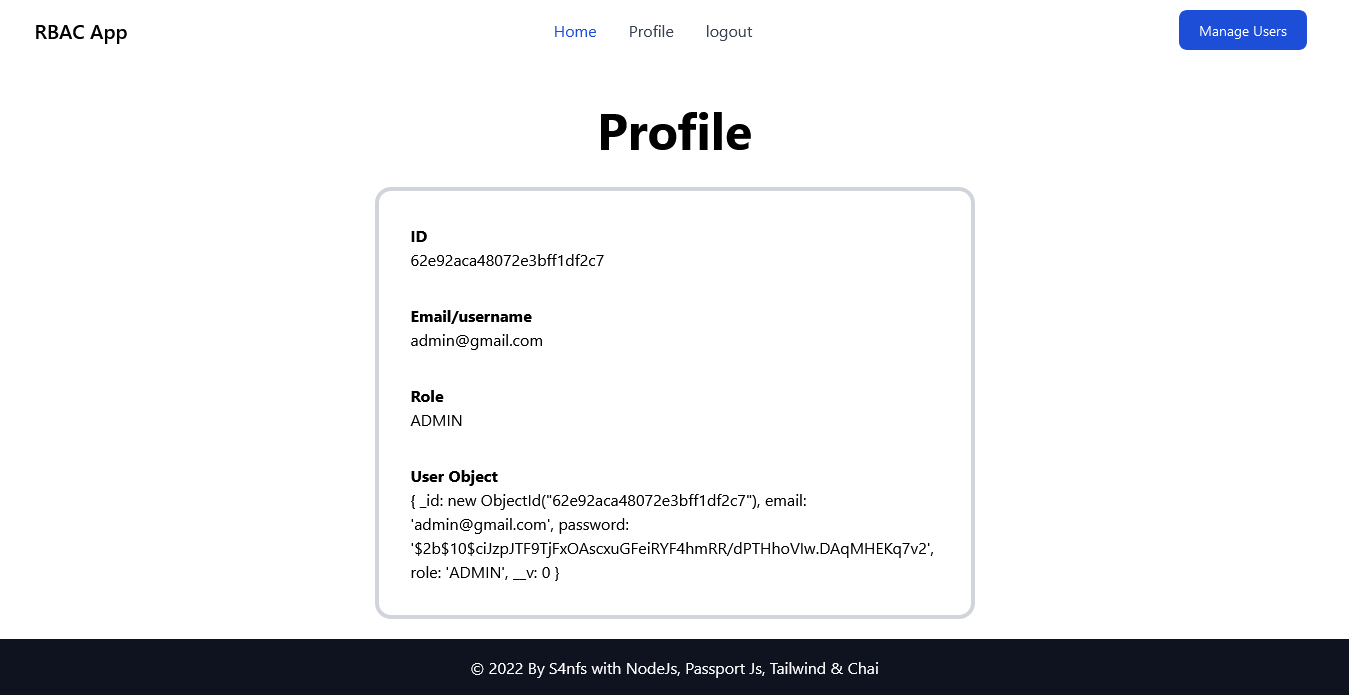 RBAC App
Home
Profile
logout
Manage Users
Profile
ID
62e92aca48072e3bff1df2c7
Email/username
admin@gmail.com
Role
ADMIN
User Object
{ _id: new ObjectId("62e92aca48072e3bff1df2c7"), email:
'admin@gmail.com', password:
'$2b$10$ciJzpJTF9TjFxOAscxuGFeiRYF4hmRR/dPTHhoVIw.DAqMHEKq7v2',
role: 'ADMIN', __v: 0 }
© 2022 By S4nfs with NodeJs, Passport Js, Tailwind & Chai